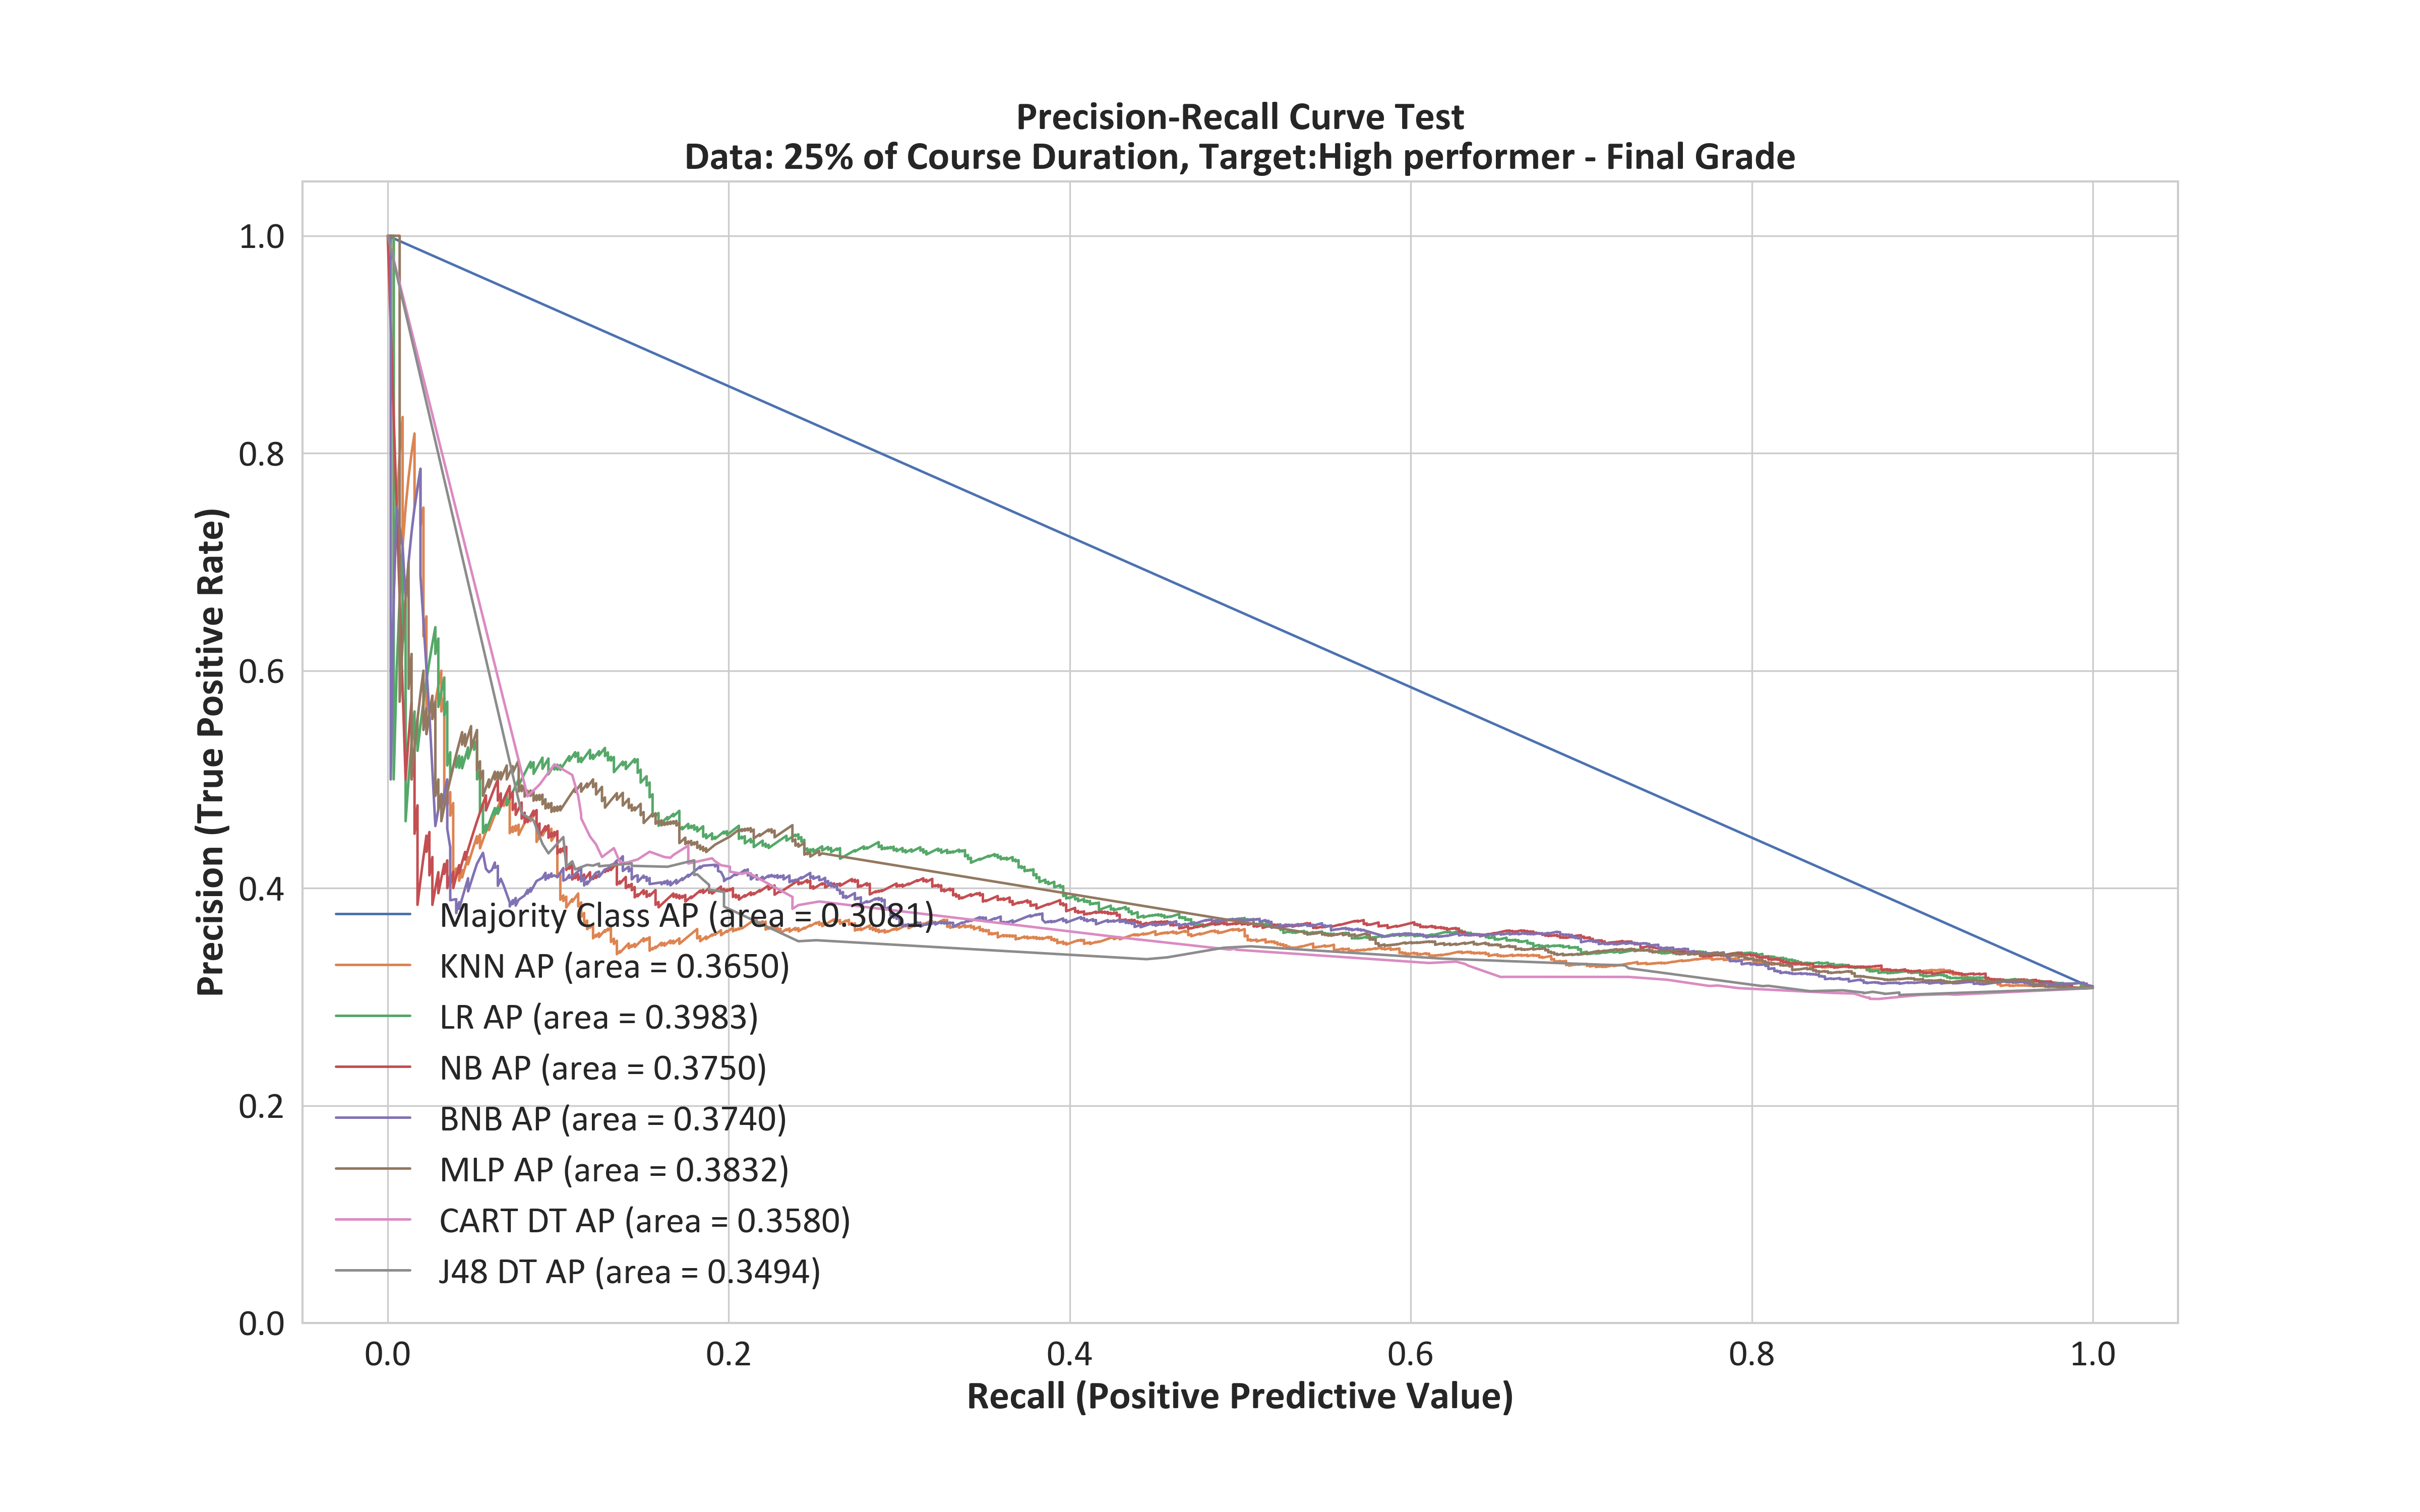 Precision-Recall Curve Test
Data: 25% of Course Duration, Target:High performer - Final Grade
Precision (True Positive Rate)
1.0
0.8
0.6
0.4
0.2
0.0
Majority Class AP (area = 0.3081)
KNN AP (area = 0.3650)
LR AP (area = 0.3983)
NB AP (area = 0.3750)
BNB AP (area = 0.3740)
MLP AP (area = 0.3832)
CART DT AP (area = 0.3580)
J48 DT AP (area = 0.3494)
0.0 0.2 0.4 0.6 0.8 1.0
Recall (Positive Predictive Value)